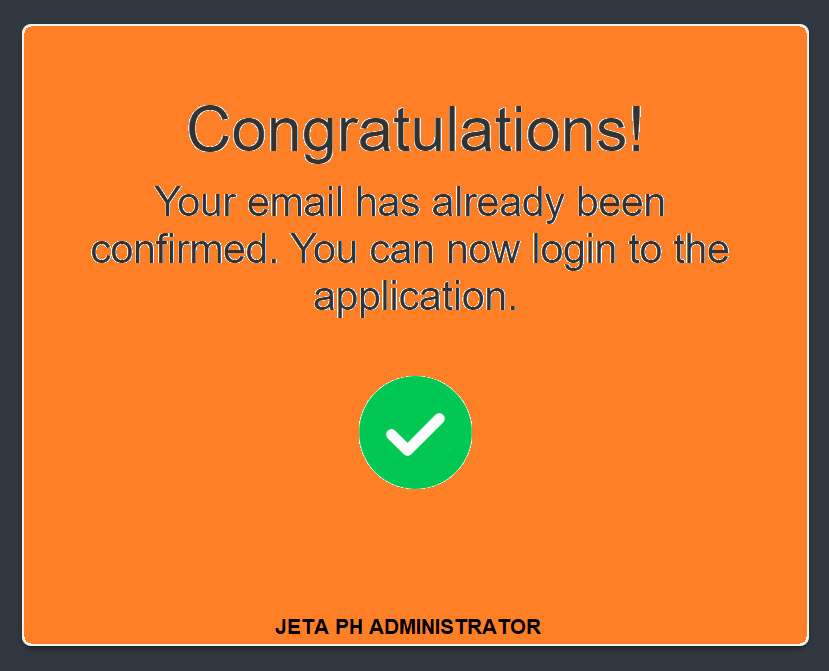 Congratulations!
Your email has already been
confirmed. You can now login to the
application.
JETA PH ADMINISTRATOR